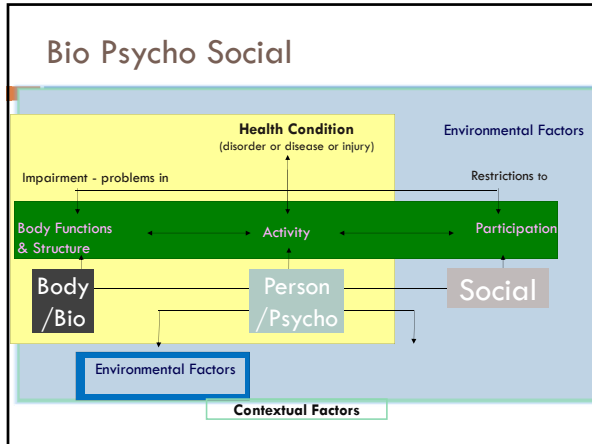 Bio Psycho Social
Health Condition
(disorder or disease or injury)
Environmental Factors
Impairment - problems in
Restrictions to
Body Functions
& Structure
Activity
Participation
Body
/Bio
Person
/Psycho
Social
Environmental Factors
Contextual Factors